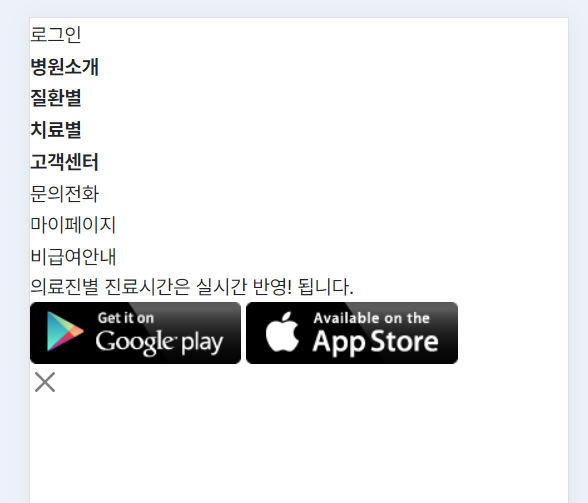 로그인
병원소개
질환별
치료별
고객센터
문의전화
마이페이지
비급여안내
의료진별 진료시간은 실시간 반영! 됩니다.
Get it on
Google play
Available on the
App Store